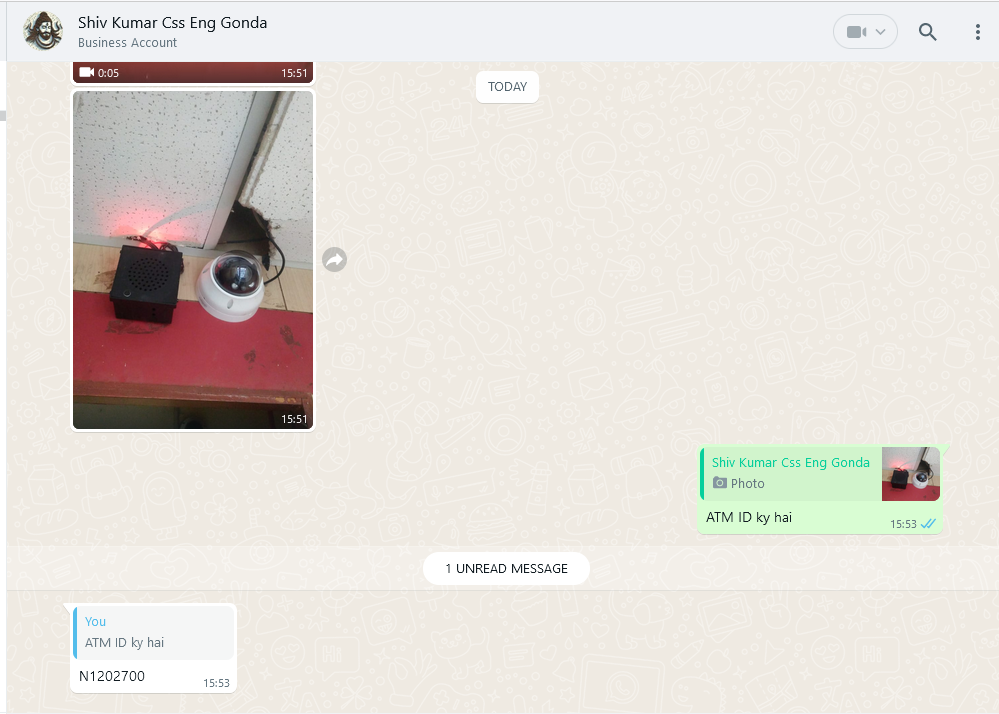 Shiv Kumar Css Eng Gonda
Business Account
0:05 15:51
TODAY
15:51
Shiv Kumar Css Eng Gonda
Photo
ATM ID ky hai
15:53
1 UNREAD MESSAGE
You
ATM ID ky hai
N1202700
15:53